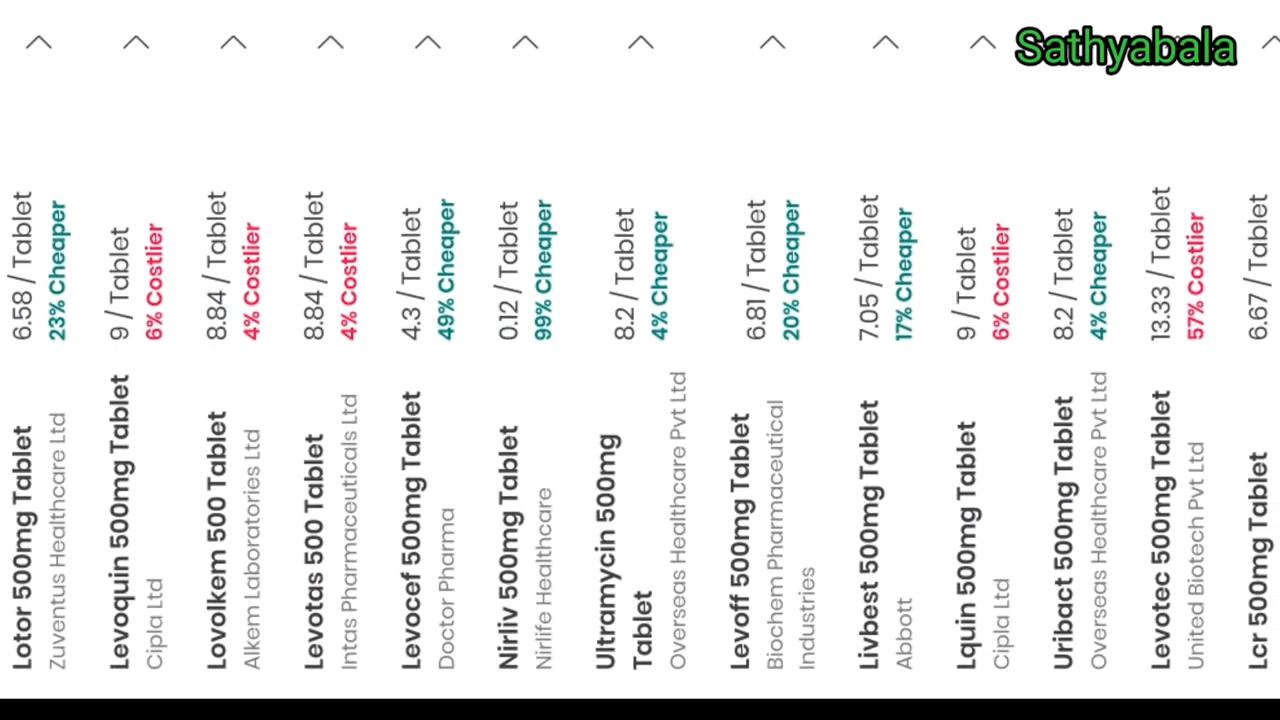 Sathyabala
Lotor 500mg Tablet
6.58 / Tablet
Zuventus Healthcare Ltd
23% Cheaper
Levoquin 500mg Tablet
9 / Tablet
Cipla Ltd
6% Costlier
Lovolkem 500 Tablet
8.84 / Tablet
Alkem Laboratories Ltd
4% Costlier
Levotas 500 Tablet
8.84 / Tablet
Intas Pharmaceuticals Ltd
4% Costlier
Levocef 500mg Tablet
4.3 / Tablet
Doctor Pharma
49% Cheaper
Nirliv 500mg Tablet
0.12 / Tablet
Nirlife Healthcare
99% Cheaper
Ultramycin 500mg
Tablet
8.2 / Tablet
Overseas Healthcare Pvt Ltd
4% Cheaper
Levoff 500mg Tablet
6.81 / Tablet
Biochem Pharmaceutical
Industries
20% Cheaper
Livbest 500mg Tablet
7.05 / Tablet
Abbott
17% Cheaper
Lquin 500mg Tablet
9 / Tablet
Cipla Ltd
6% Costlier
Uribact 500mg Tablet
8.2 / Tablet
Overseas Healthcare Pvt Ltd
4% Cheaper
Levotec 500mg Tablet
13.33 / Tablet
United Biotech Pvt Ltd
57% Costlier
Lcr 500mg Tablet
6.67 / Tablet